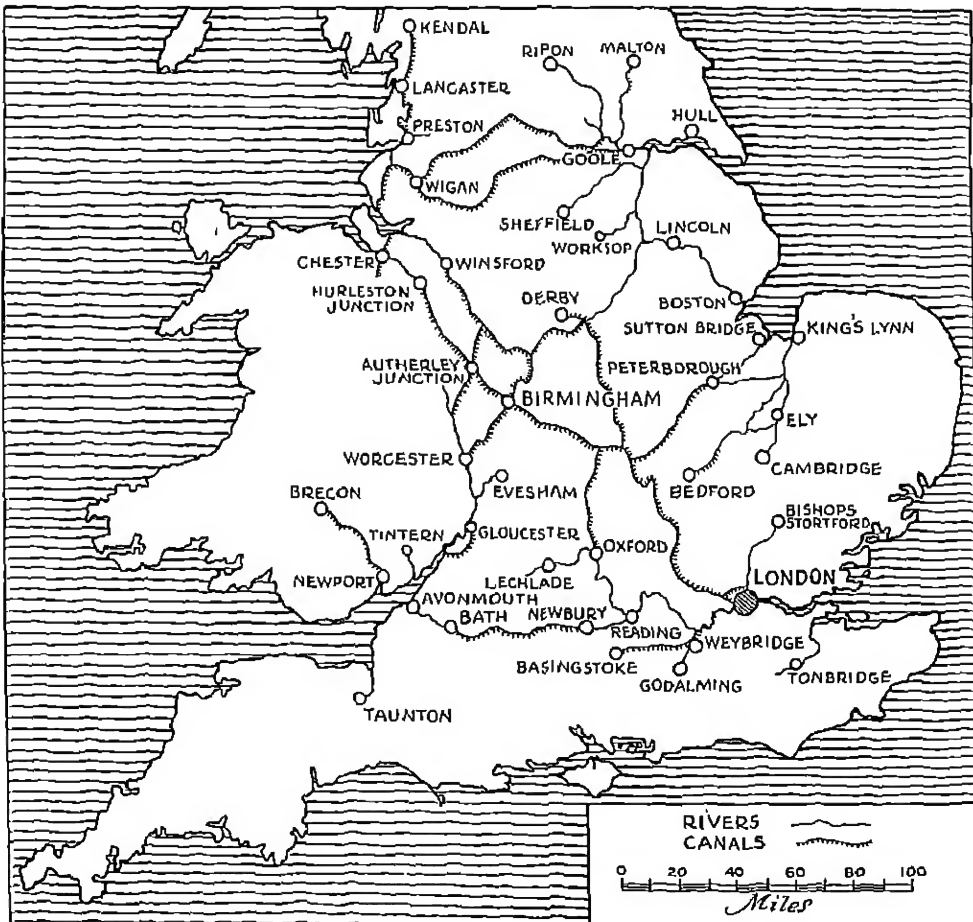 KENDAL
RIPON
MALTON
LANCASTER
HULL
PRESTON
GOOLE
WIGAN
SHEFFIELD
WORKSOP
LINCOLN
CHESTER
WINSFORD
HURLESTON
JUNCTION
DERBY
BOSTON
SUTTON BRIDGE
KING'S LYNN
AUTHERLEY
JUNCTION
PETERBOROUGH
BIRMINGHAM
ELY
WORCESTER
CAMBRIDGE
EVESHAM
BEDFORD
BRECON
BISHOPS
STORTFORD
TINTERN
GLOUCESTER
OXFORD
NEWPORT
LECHLADE
LONDON
AVONMOUTH
BATH
NEWBURY
READING
WEYBRIDGE
BASINGSTOKE
GODALMING
TONBRIDGE
TAUNTON
RIVERS
CANALS
0 20 40 60 80 100
Miles